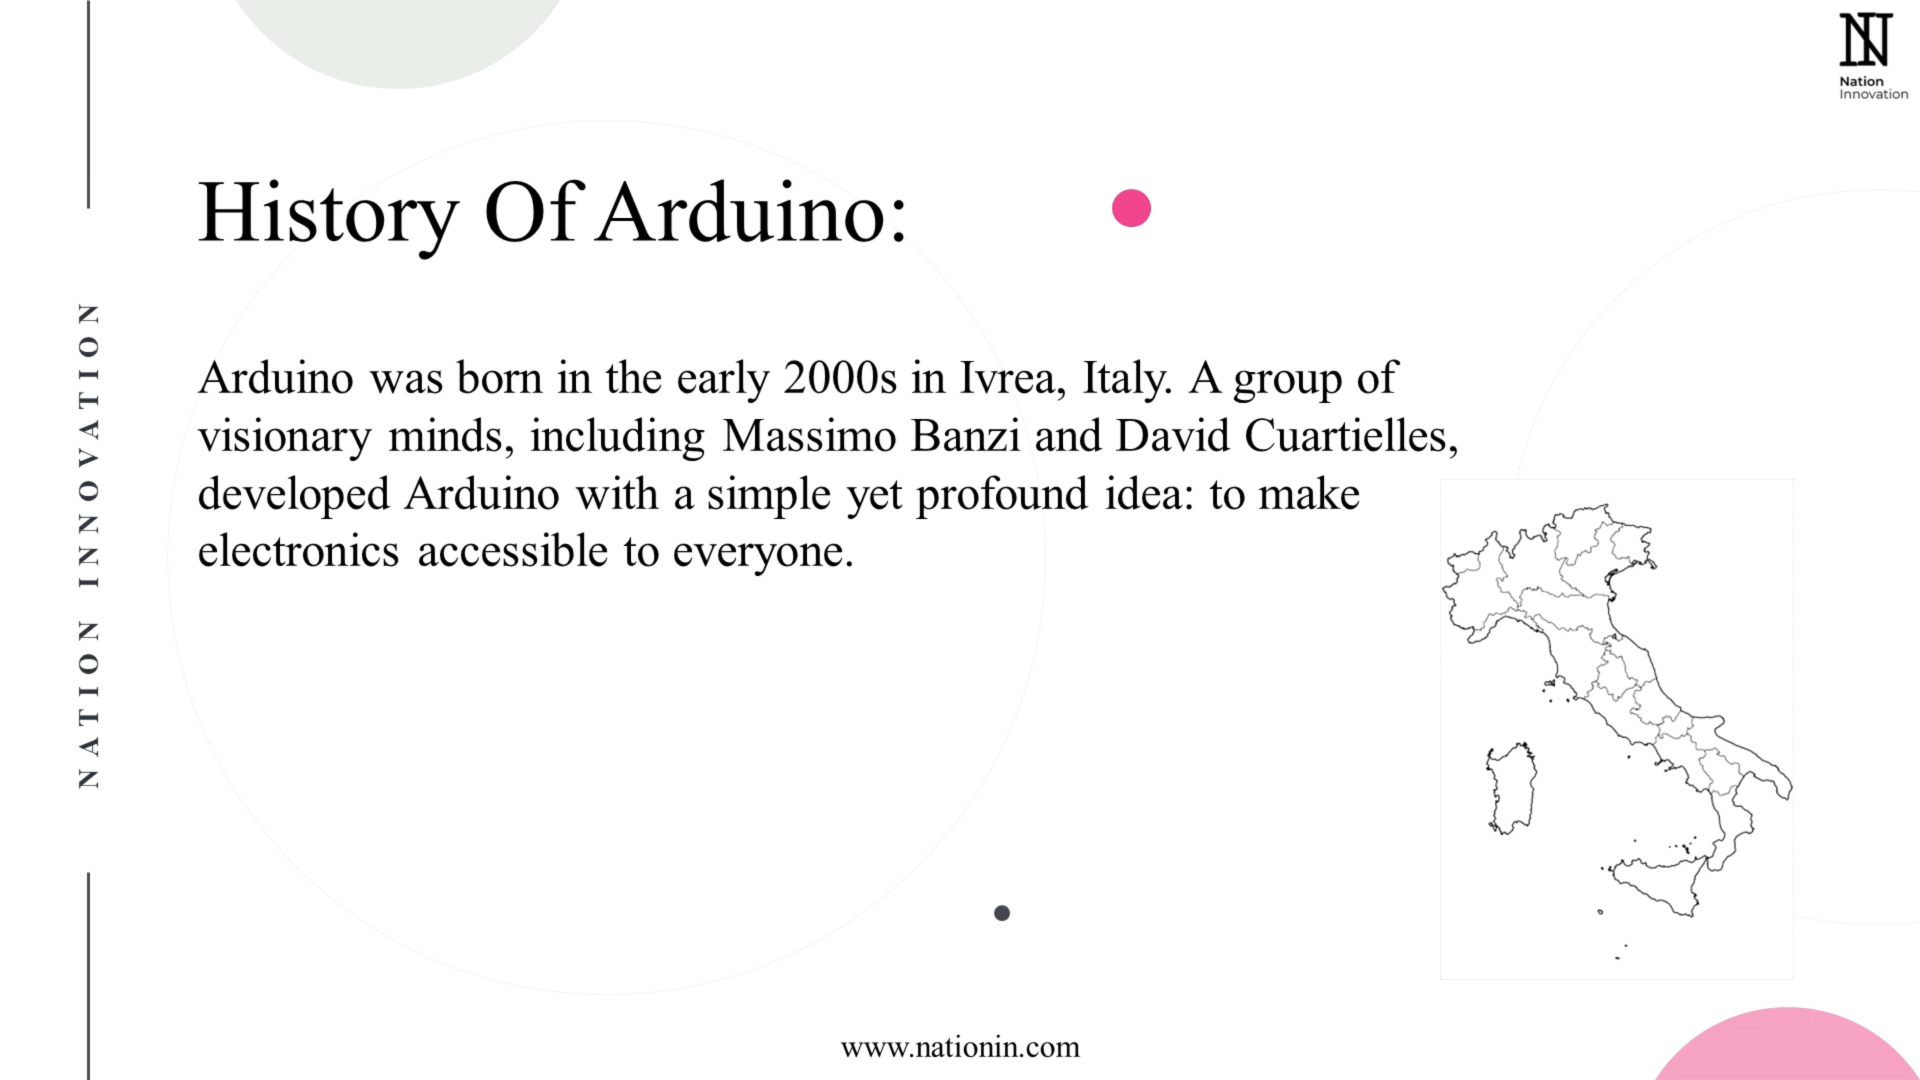 Nation
Innovation
History Of Arduino:
NATION INNOVATION
Arduino was born in the early 2000s in Ivrea, Italy. A group of
visionary minds, including Massimo Banzi and David Cuartielles,
developed Arduino with a simple yet profound idea: to make
electronics accessible to everyone.
www.nationin.com